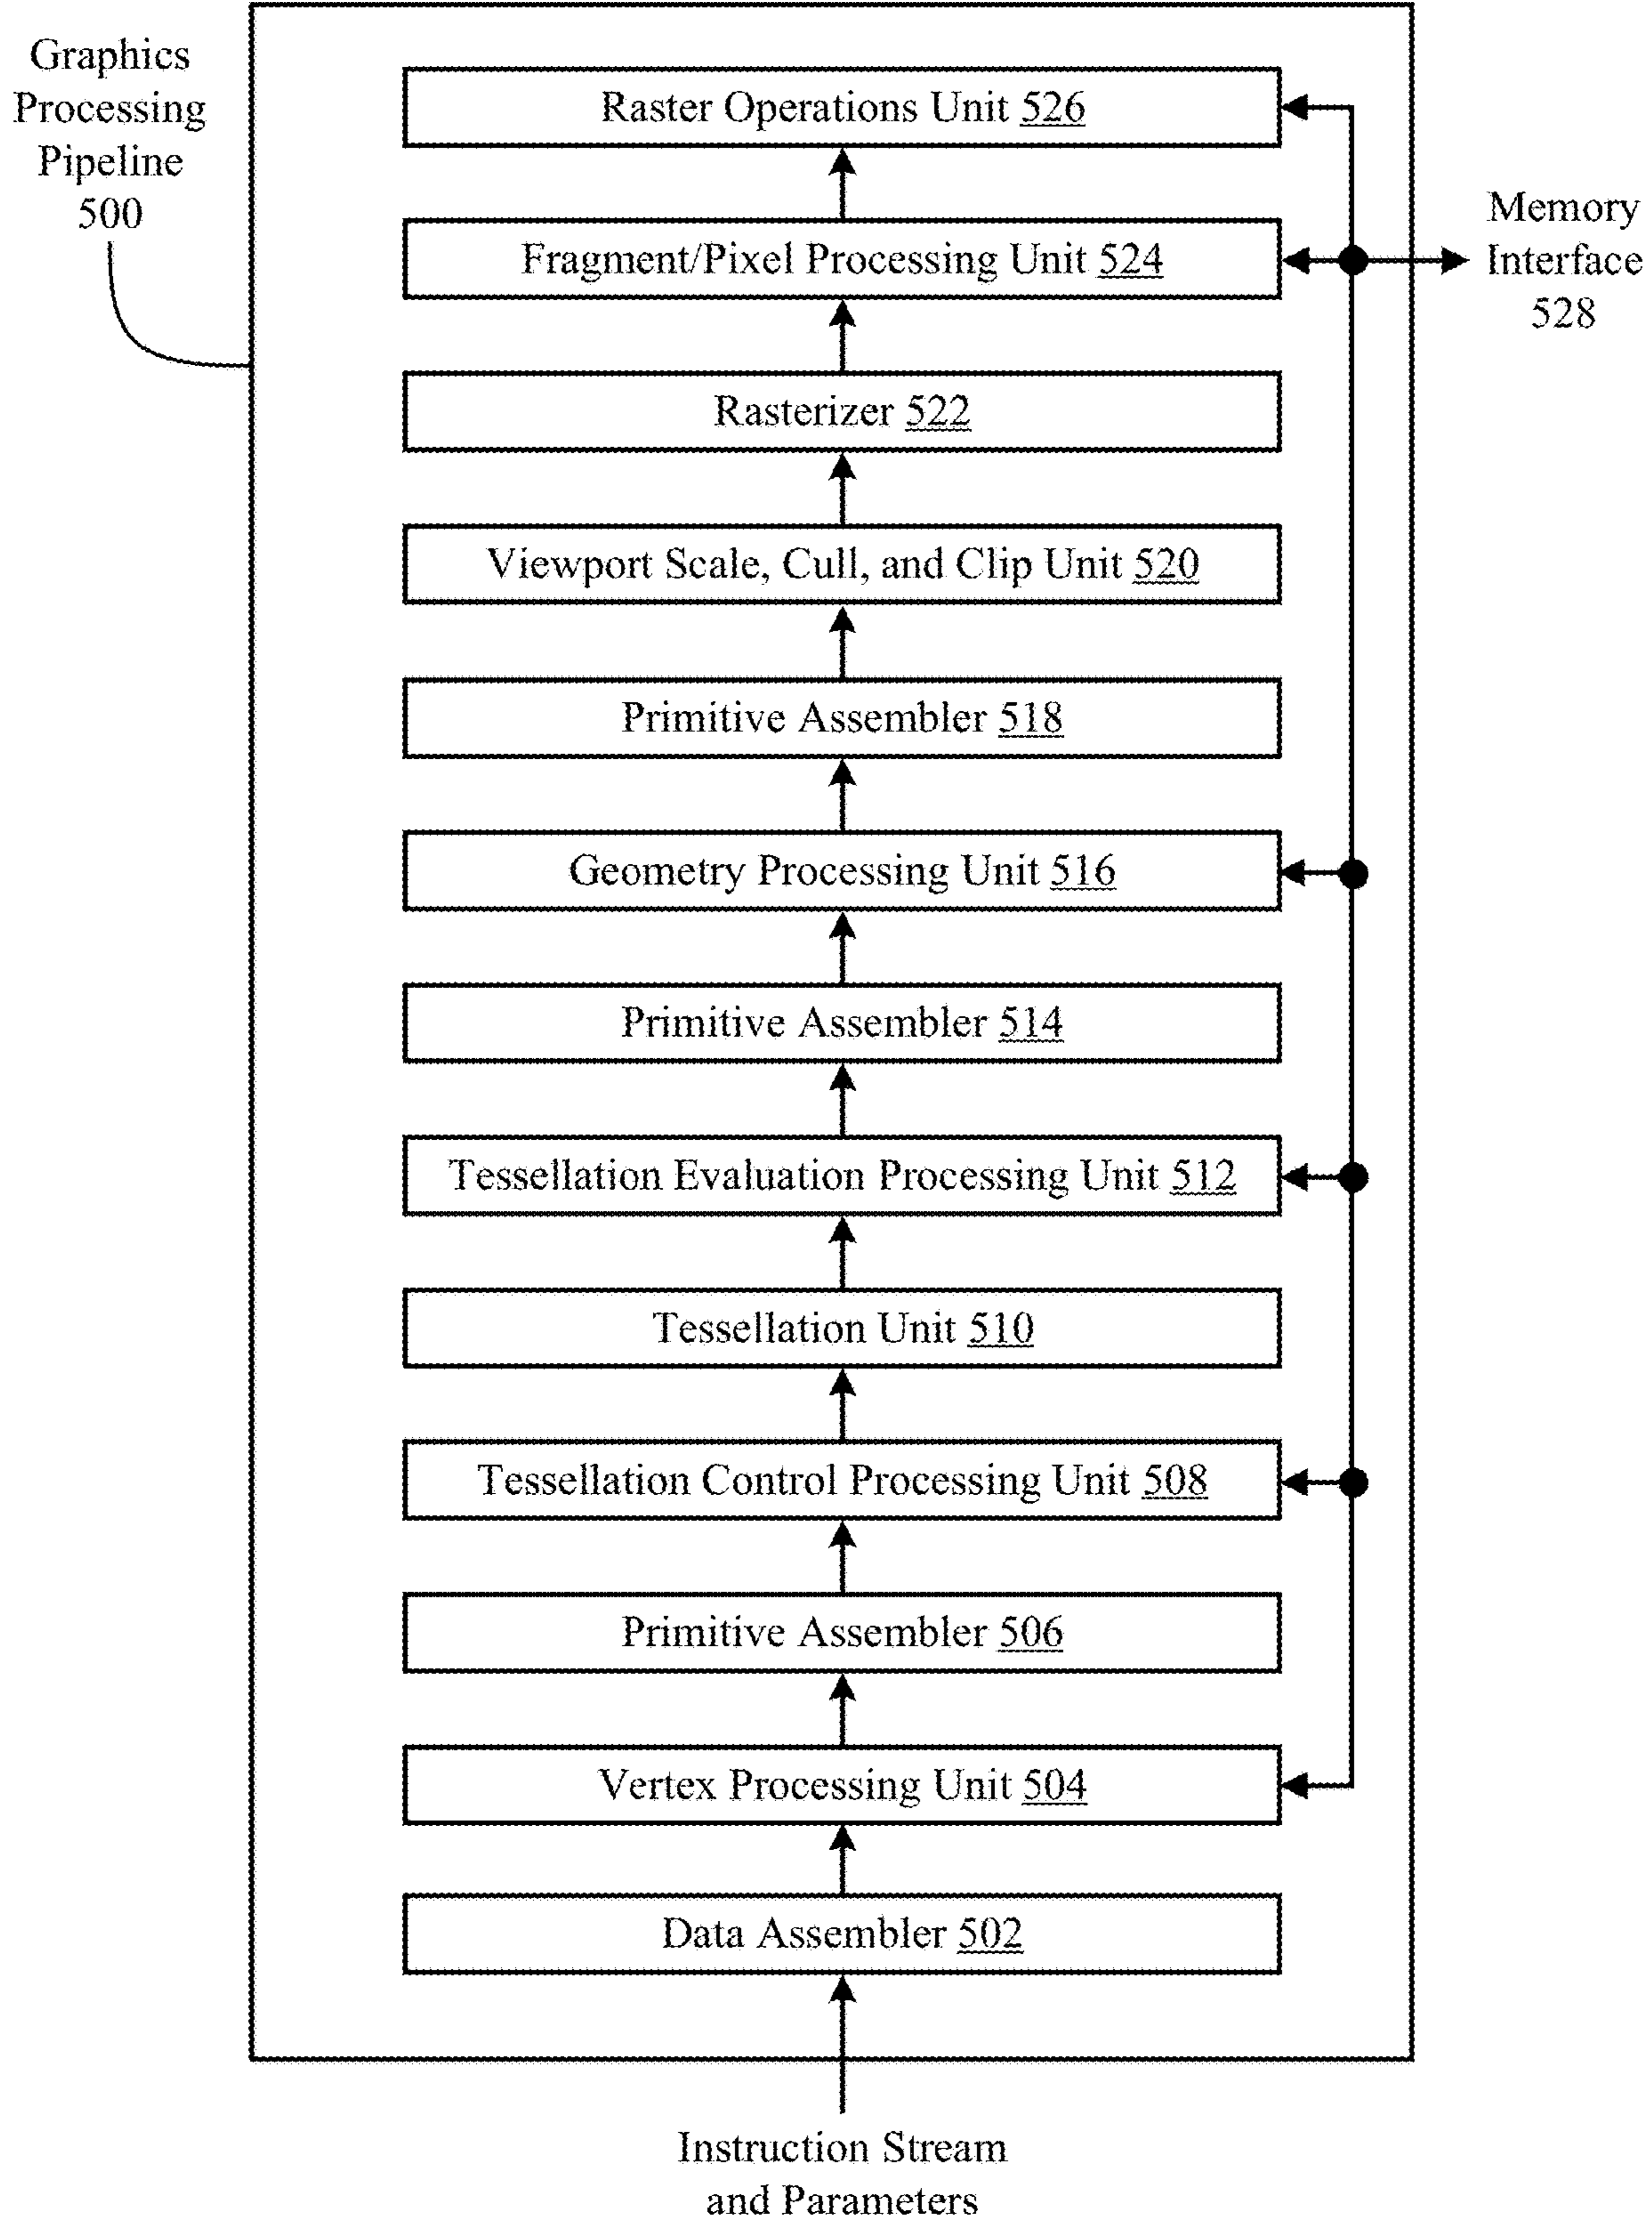 Graphics
Processing
Pipeline
500
Raster Operations Unit 526
Fragment/Pixel Processing Unit 524
Memory
Interface
528
Rasterizer 522
Viewport Scale, Cull, and Clip Unit 520
Primitive Assembler 518
Geometry Processing Unit 516
Primitive Assembler 514
Tessellation Evaluation Processing Unit 512
Tessellation Unit 510
Tessellation Control Processing Unit 508
Primitive Assembler 506
Vertex Processing Unit 504
Data Assembler 502
Instruction Stream
and Parameters